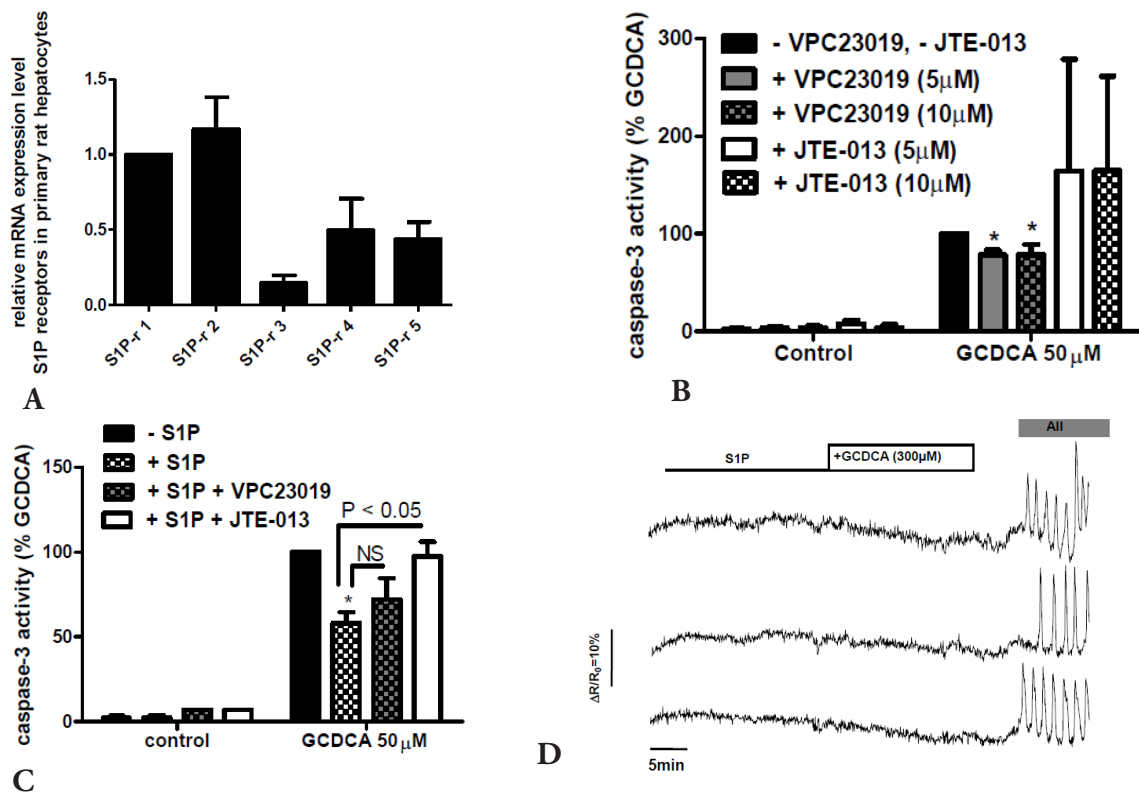 relative mRNA expression level
S1P receptors in primary rat hepatocytes
1.5
1.0
0.5
0.0
S1P-r 1
S1P-r 2
S1P-r 3
S1P-r 4
S1P-r 5
A
caspase-3 activity (% GCDCA)
300
200
100
0
- VPC23019, - JTE-013
+ VPC23019 (5μM)
+ VPC23019 (10μM)
+ JTE-013 (5μM)
+ JTE-013 (10μM)
*
*
Control
GCDCA 50 μM
B
caspase-3 activity (% GCDCA)
150
100
50
0
- S1P
+ S1P
+ S1P + VPC23019
+ S1P + JTE-013
P < 0.05
NS
*
control
GCDCA 50 μM
C
S1P
+GCDCA (300μM)
AII
ΔR/R₀=10%
5min
D